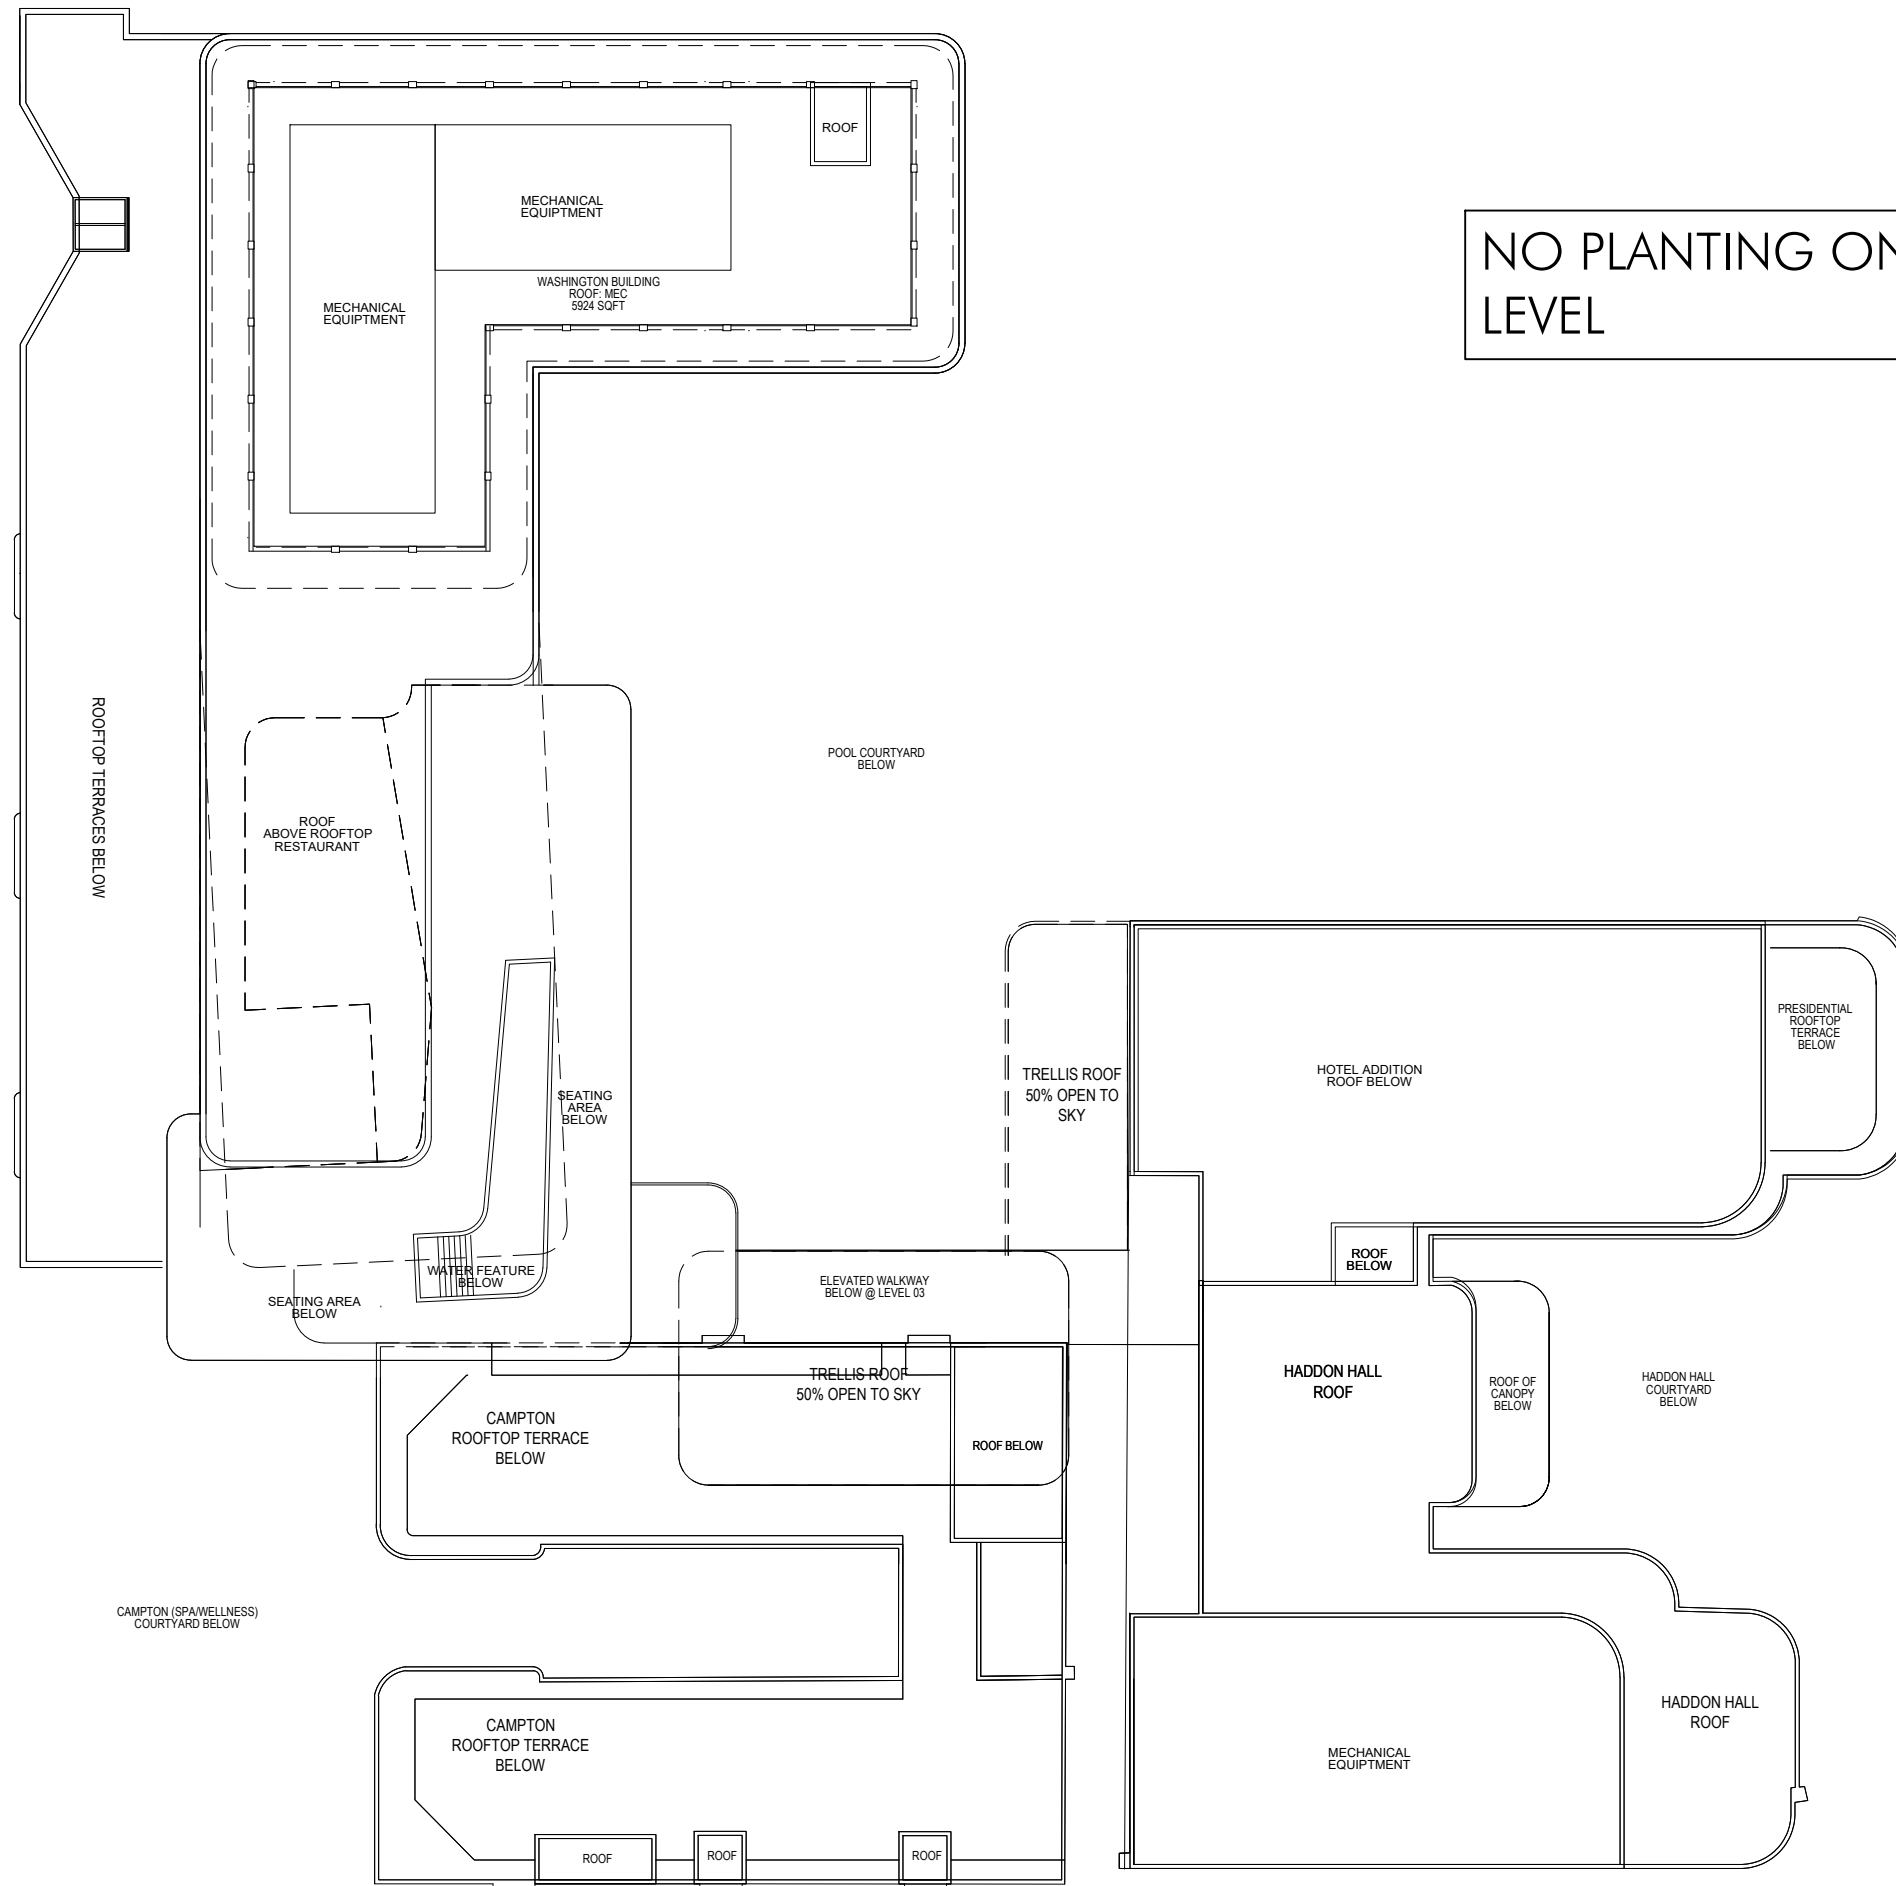 ROOF
MECHANICAL
EQUIPTMENT
NO PLANTING ON
LEVEL
WASHINGTON BUILDING
ROOF: MEC
5924 SQFT
MECHANICAL
EQUIPTMENT
ROOFTOP TERRACES BELOW
POOL COURTYARD
BELOW
ROOF
ABOVE ROOFTOP
RESTAURANT
PRESIDENTIAL
ROOFTOP
TERRACE
BELOW
TRELLIS ROOF
50% OPEN TO
SKY
HOTEL ADDITION
ROOF BELOW
SEATING
AREA
BELOW
ROOF
BELOW
WATER FEATURE
BELOW
ELEVATED WALKWAY
BELOW @ LEVEL 03
SEATING AREA
BELOW
TRELLIS ROOF
50% OPEN TO SKY
HADDON HALL
ROOF
ROOF OF
CANOPY
BELOW
HADDON HALL
COURTYARD
BELOW
CAMPTON
ROOFTOP TERRACE
BELOW
ROOF BELOW
CAMPTON (SPA/WELLNESS)
COURTYARD BELOW
HADDON HALL
ROOF
CAMPTON
ROOFTOP TERRACE
BELOW
MECHANICAL
EQUIPTMENT
ROOF
ROOF
ROOF